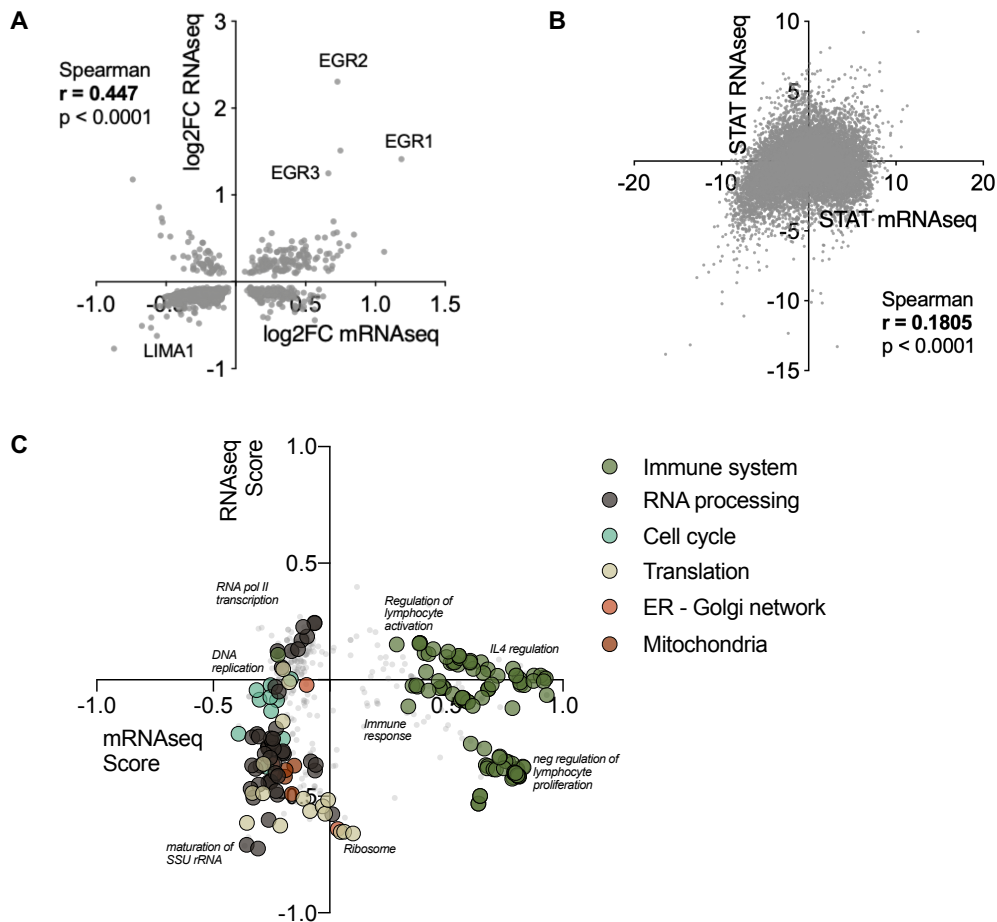 A
3
Spearman
r = 0.447
p < 0.0001
log2FC RNAseq
EGR2
2
EGR1
EGR3
1
-1.0
0.5
1.0
1.5
log2FC mRNAseq
LIMA1
-1
B
10
STAT RNAseq
5
-20
-10
10
20
STAT mRNAseq
-5
-10
Spearman
r = 0.1805
p < 0.0001
-15
C
1.0
RNAseq
Score
0.5
RNA pol II
transcription
Regulation of
lymphocyte
activation
DNA
replication
IL4 regulation
-1.0
-0.5
0.5
1.0
mRNAseq
Score
Immune
response
neg regulation of
lymphocyte
proliferation
maturation of
SSU rRNA
Ribosome
-1.0
Immune system
RNA processing
Cell cycle
Translation
ER - Golgi network
Mitochondria